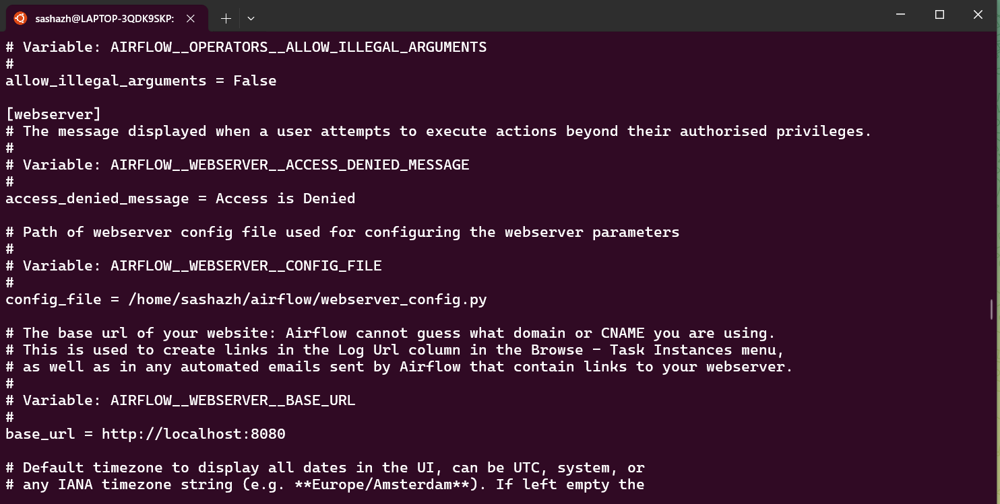 sashazh@LAPTOP-3QDK9SKP:
# Variable: AIRFLOW__OPERATORS__ALLOW_ILLEGAL_ARGUMENTS
#
allow_illegal_arguments = False
[webserver]
# The message displayed when a user attempts to execute actions beyond their authorised privileges.
#
# Variable: AIRFLOW__WEBSERVER__ACCESS_DENIED_MESSAGE
#
access_denied_message = Access is Denied
# Path of webserver config file used for configuring the webserver parameters
#
# Variable: AIRFLOW__WEBSERVER__CONFIG_FILE
#
config_file = /home/sashazh/airflow/webserver_config.py
# The base url of your website: Airflow cannot guess what domain or CNAME you are using.
# This is used to create links in the Log Url column in the Browse - Task Instances menu,
# as well as in any automated emails sent by Airflow that contain links to your webserver.
#
# Variable: AIRFLOW__WEBSERVER__BASE_URL
#
base_url = http://localhost:8080
# Default timezone to display all dates in the UI, can be UTC, system, or
# any IANA timezone string (e.g. **Europe/Amsterdam**). If left empty the